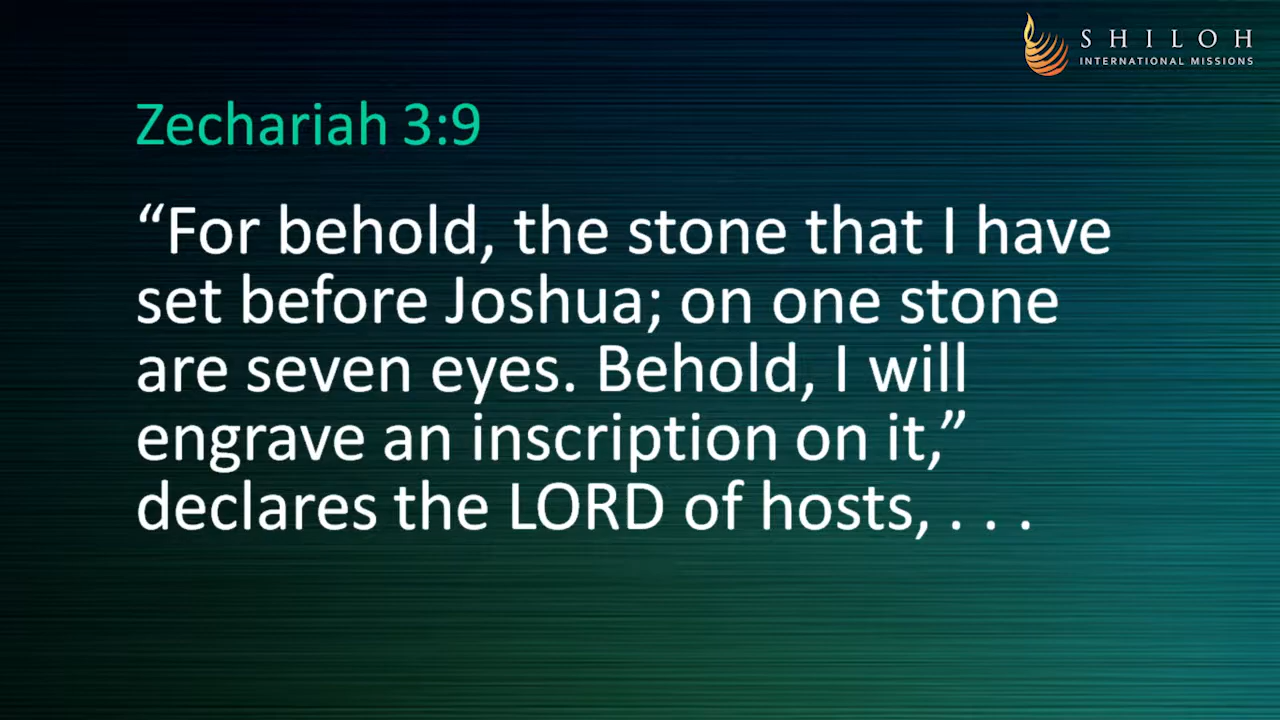 SHILOH
INTERNATIONAL MISSIONS
Zechariah 3:9
“For behold, the stone that I have
set before Joshua; on one stone
are seven eyes. Behold, I will
engrave an inscription on it,”
declares the LORD of hosts, . . .